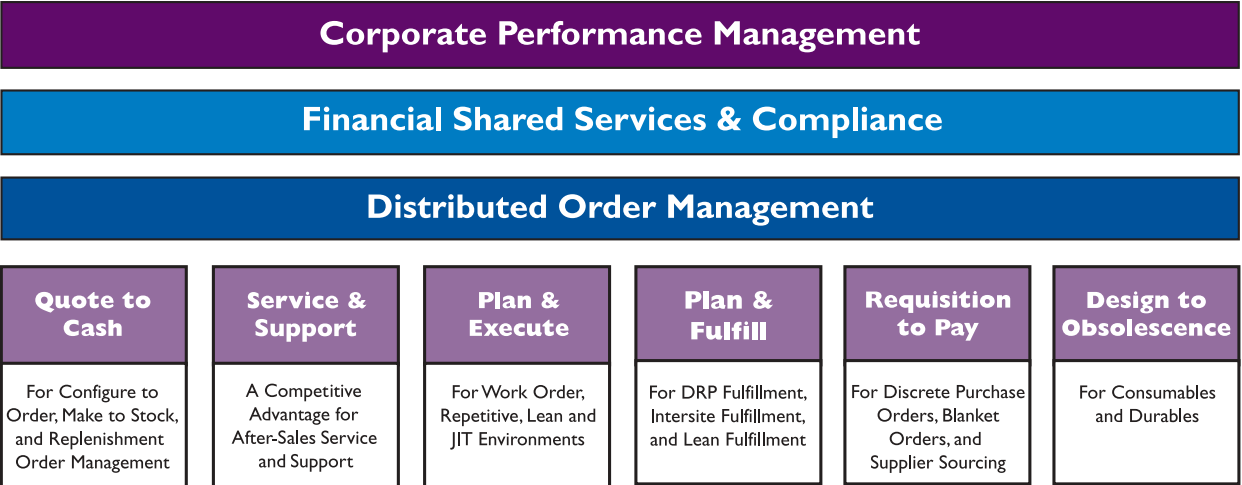 Corporate Performance Management
Financial Shared Services & Compliance
Distributed Order Management
Quote to
Cash
For Configure to
Order, Make to Stock,
and Replenishment
Order Management
Service &
Support
A Competitive
Advantage for
After-Sales Service
and Support
Plan &
Execute
For Work Order,
Repetitive, Lean and
JIT Environments
Plan &
Fulfill
For DRP Fulfillment,
Intersite Fulfillment,
and Lean Fulfillment
Requisition
to Pay
For Discrete Purchase
Orders, Blanket
Orders, and
Supplier Sourcing
Design to
Obsolescence
For Consumables
and Durables